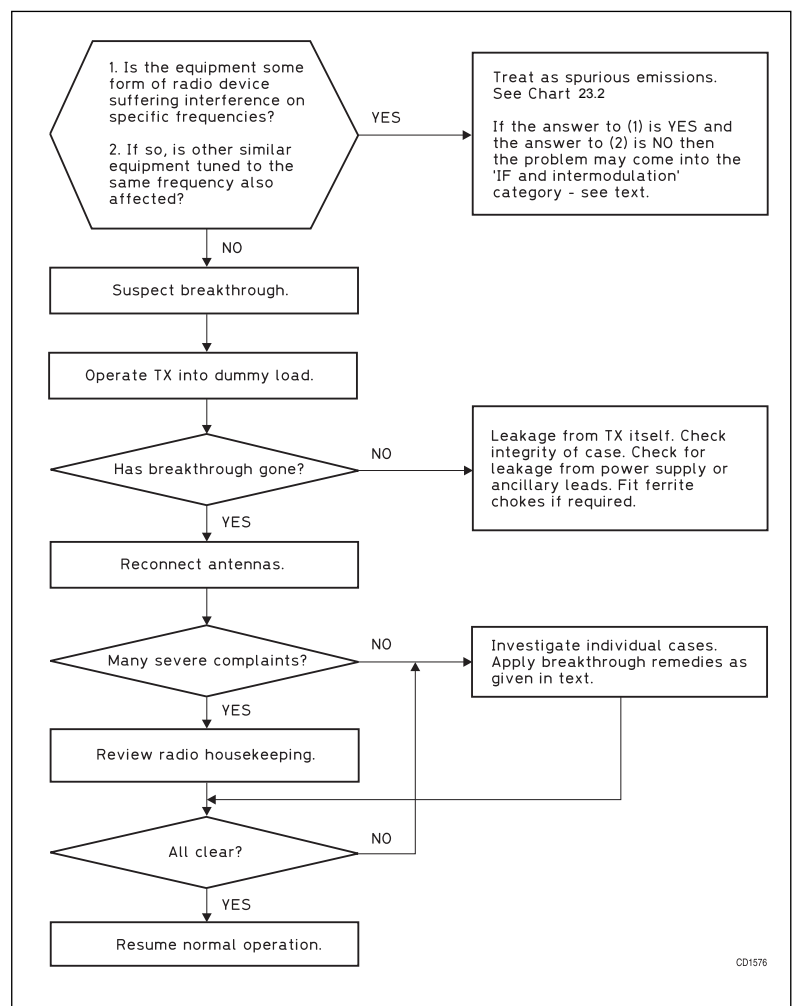 1. Is the equipment some
form of radio device
suffering interference on
specific frequencies?
2. If so, is other similar
equipment tuned to the
same frequency also
affected?
YES
Treat as spurious emissions.
See Chart 23.2
If the answer to (1) is YES and
the answer to (2) is NO then
the problem may come into the
'IF and intermodulation'
category - see text.
NO
Suspect breakthrough.
Operate TX into dummy load.
Has breakthrough gone?
NO
Leakage from TX itself. Check
integrity of case. Check for
leakage from power supply or
ancillary leads. Fit ferrite
chokes if required.
YES
Reconnect antennas.
Many severe complaints?
NO
Investigate individual cases.
Apply breakthrough remedies as
given in text.
YES
Review radio housekeeping.
All clear?
NO
YES
Resume normal operation.
CD1576